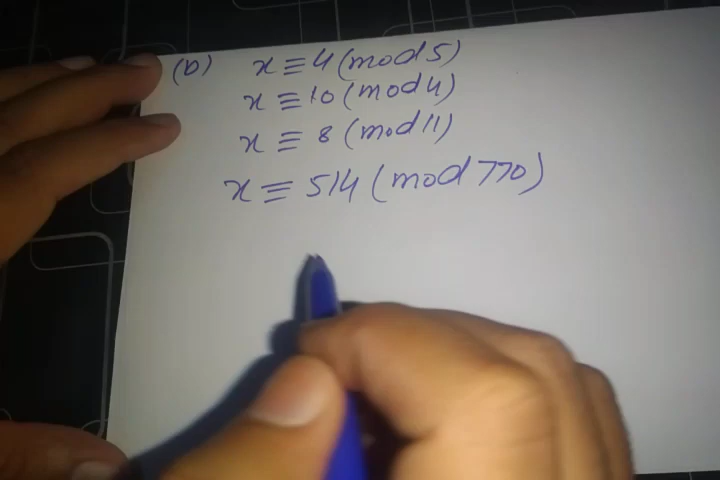 (b) x ≡ 4 (mod 5)
x ≡ 10 (mod 4)
x ≡ 8 (mod 11)
x ≡ 514 (mod 770)